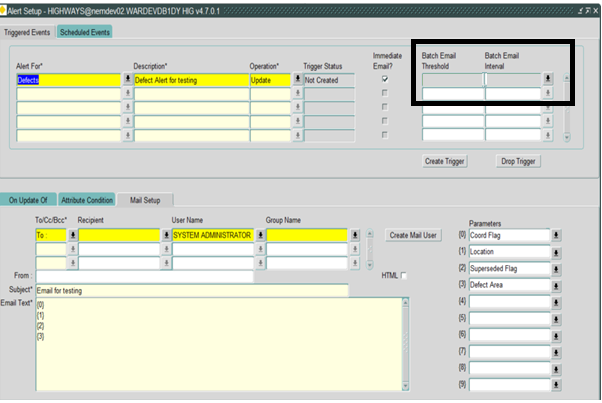 Alert Setup - HIGHWAYS@nemdev02.WARDEVDB1DY HIG v4.7.0.1
Triggered Events Scheduled Events
Immediate Batch Email Batch Email
Alert For* Description* Operation* Trigger Status Email? Threshold Interval
Defects Defect Alert for testing Update Not Created
Create Trigger Drop Trigger
On Update Of Attribute Condition Mail Setup
To/Cc/Bcc* Recipient User Name Group Name Parameters
To : SYSTEM ADMINISTRATOR Create Mail User {0} Coord Flag
{1} Location
From : HTML {2} Superseded Flag
Subject* Email for testing {3} Defect Area
Email Text* {0} {4}
{1} {5}
{2} {6}
{3} {7}
{8}
{9}